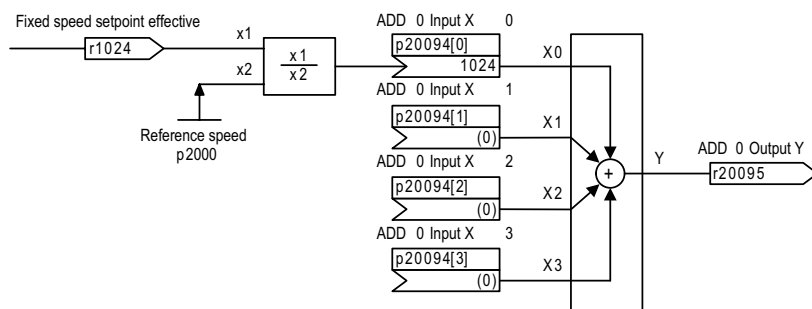 Fixed speed setpoint effective
r1024
x1
x2
x1
x2
Reference speed
p2000
ADD 0 Input X 0
p20094[0]
1024
X0
ADD 0 Input X 1
p20094[1]
(0)
X1
ADD 0 Input X 2
p20094[2]
(0)
X2
ADD 0 Input X 3
p20094[3]
(0)
X3
+
Y
ADD 0 Output Y
r20095